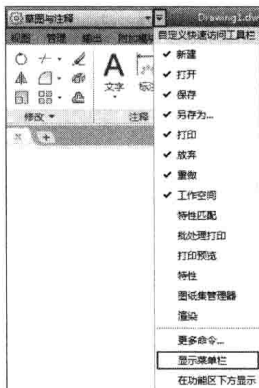 草图与注释
Drawing1.dw
自定义快速访问工具栏
视图 管理 输出 附加模块
新建
打开
保存
另存为...
打印
放弃
重做
工作空间
特性匹配
批处理打印
打印预览
特性
图纸集管理器
渲染
更多命令...
显示菜单栏
在功能区下方显示
A
文字 标注
修改 注释